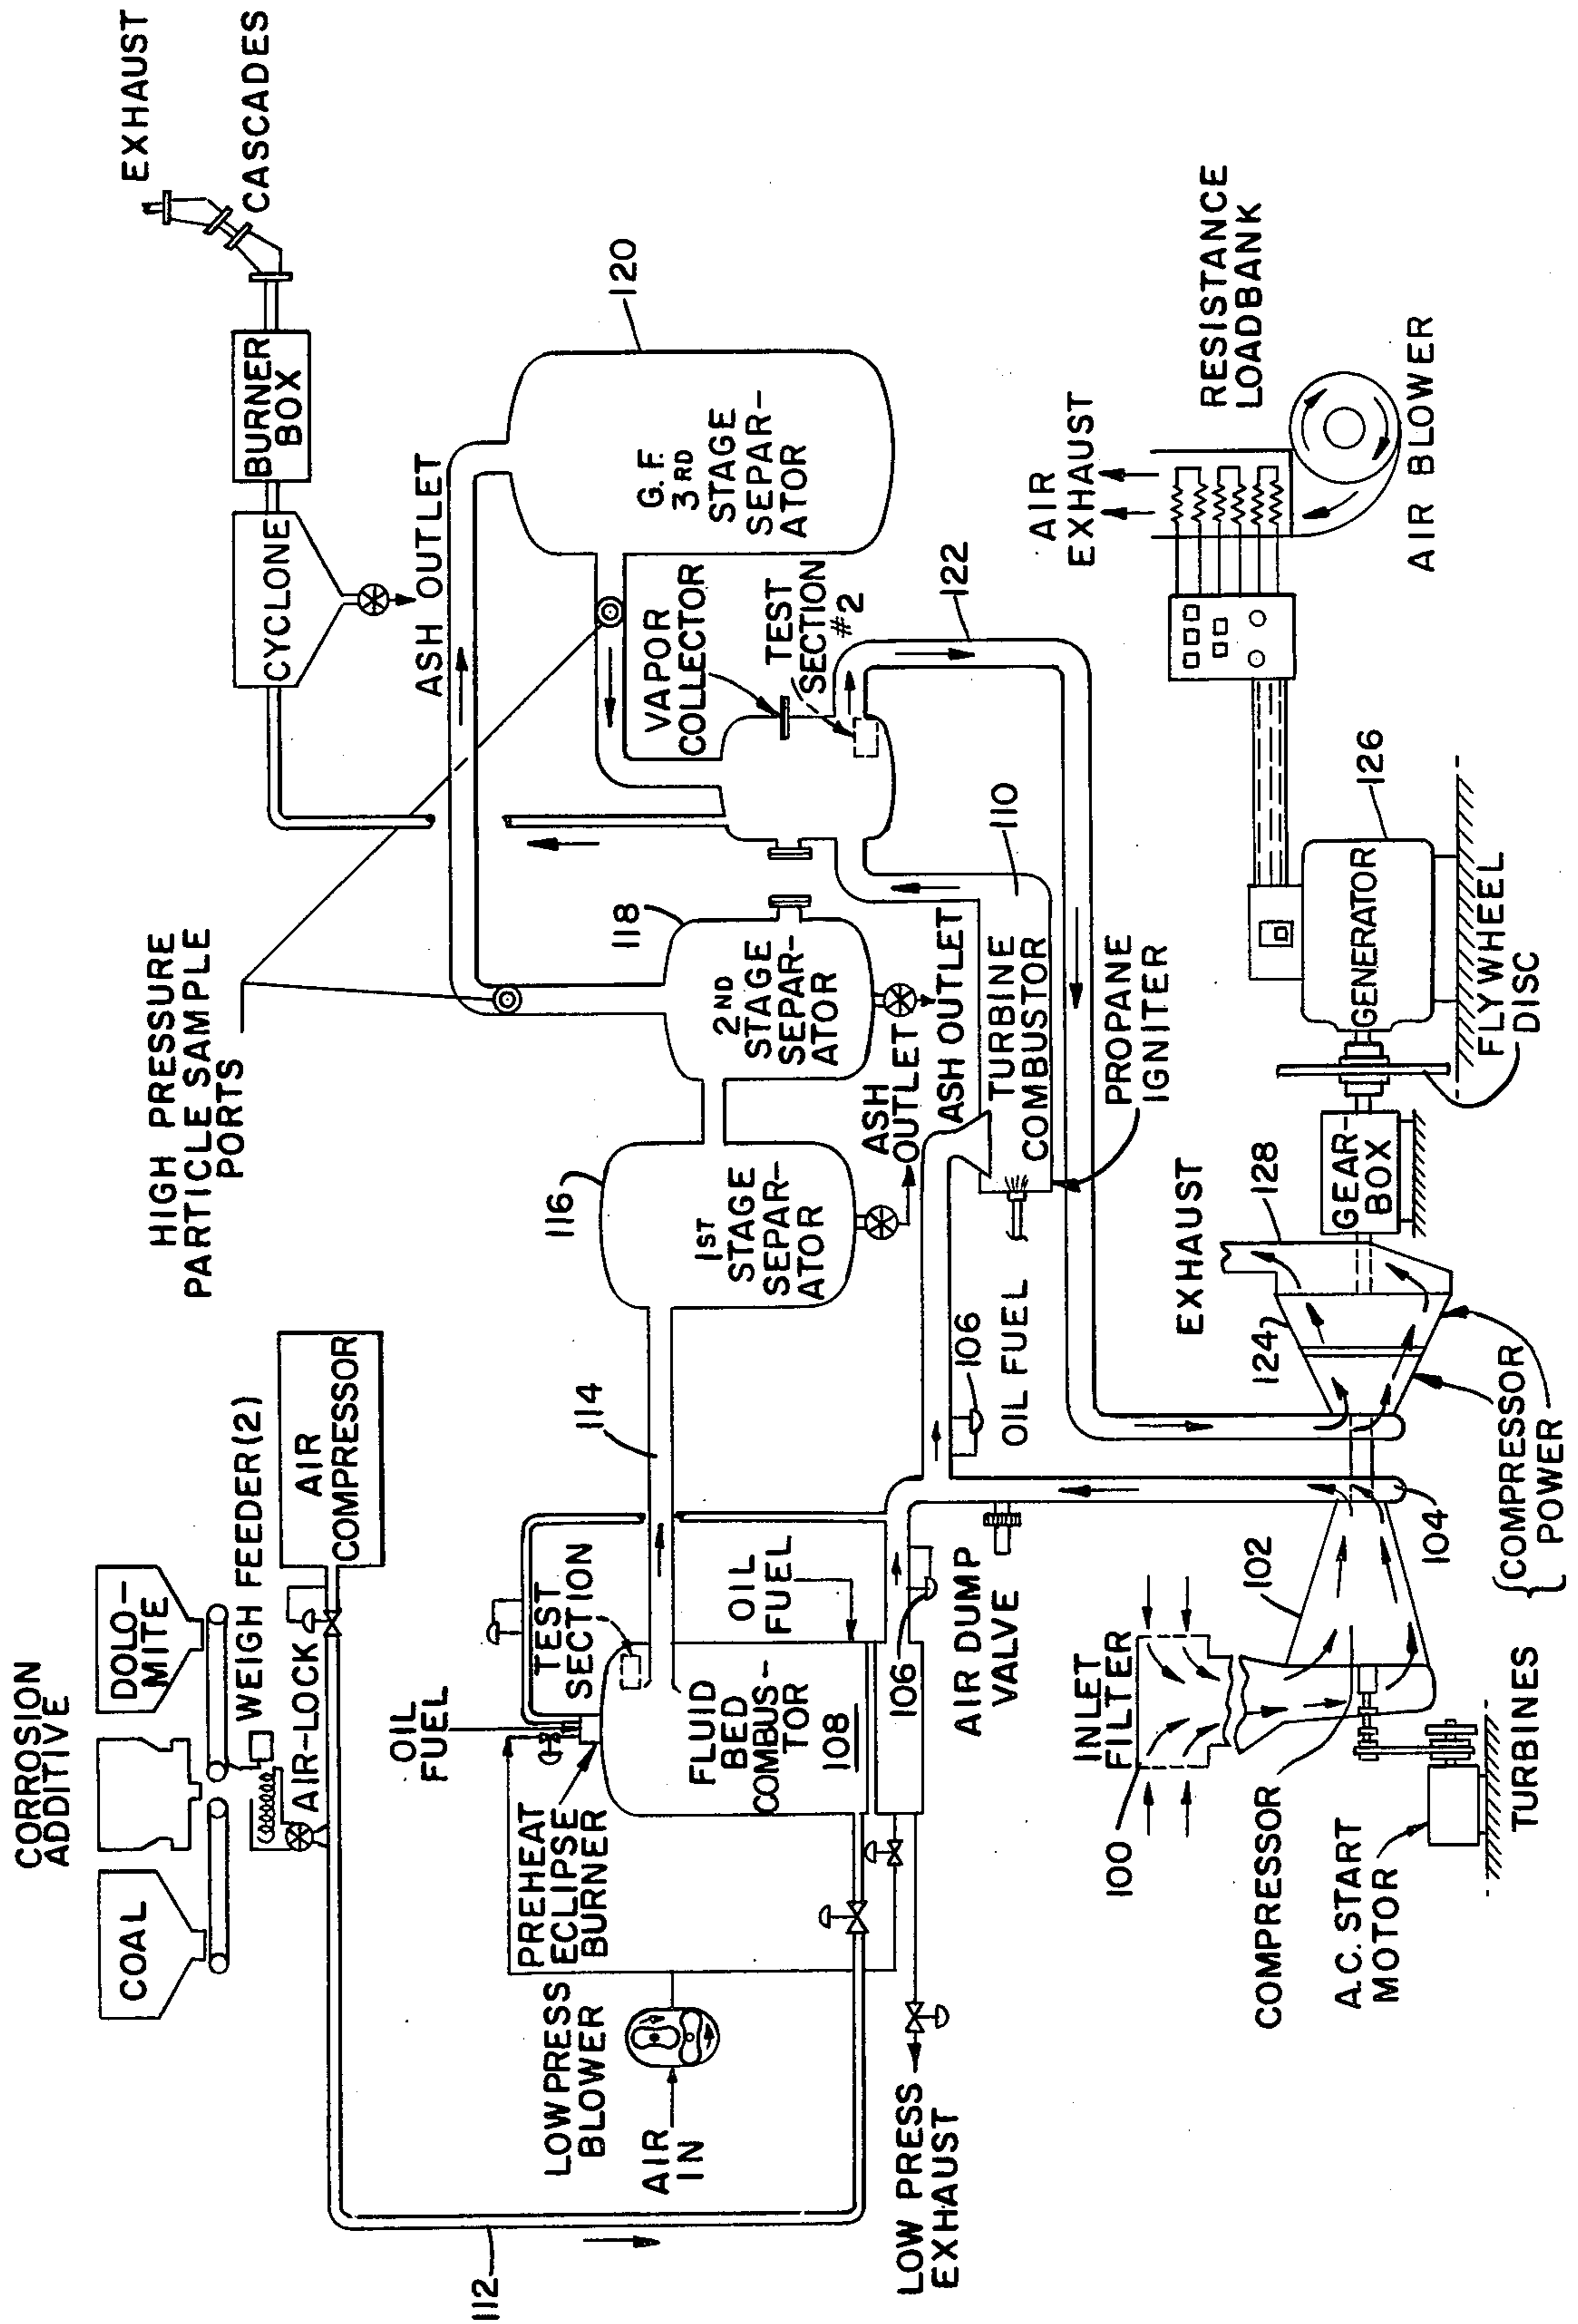 CORROSION
ADDITIVE
COAL
DOLO-
MITE
WEIGH FEEDER (2)
AIR-LOCK
AIR
COMPRESSOR
112
HIGH PRESSURE
PARTICLE SAMPLE
PORTS
EXHAUST
CASCADES
BURNER
BOX
CYCLONE
ASH OUTLET
OIL
FUEL
PREHEAT
ECLIPSE
BURNER
LOW PRESS
BLOWER
AIR
IN
TEST
SECTION
FLUID
BED
COMBUS-
TOR
108
OIL
FUEL
114
116
1ST
STAGE
SEPAR-
ATOR
118
2ND
STAGE
SEPAR-
ATOR
120
G.F.
3RD
STAGE
SEPAR-
ATOR
VAPOR
COLLECTOR
TEST
SECTION
#2
ASH
OUTLET
ASH OUTLET
122
LOW PRESS
EXHAUST
106
106
AIR DUMP
VALVE
OIL FUEL
TURBINE
COMBUSTOR
110
PROPANE
IGNITER
INLET
FILTER
100
COMPRESSOR
A.C. START
MOTOR
TURBINES
102
104
COMPRESSOR
POWER
124
EXHAUST
128
GEAR-
BOX
GENERATOR
126
FLYWHEEL
DISC
AIR
EXHAUST
RESISTANCE
LOADBANK
AIR BLOWER